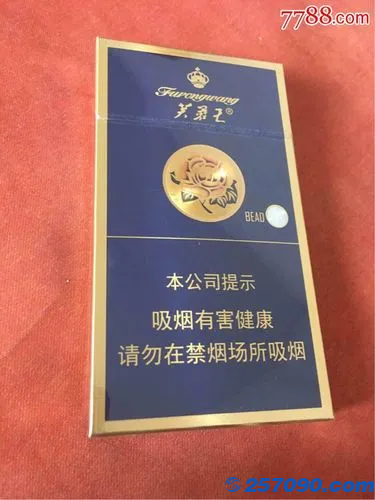 7788.com
Furongwang
芙蓉王®
BEAD
本公司提示
吸烟有害健康
请勿在禁烟场所吸烟
257090.com